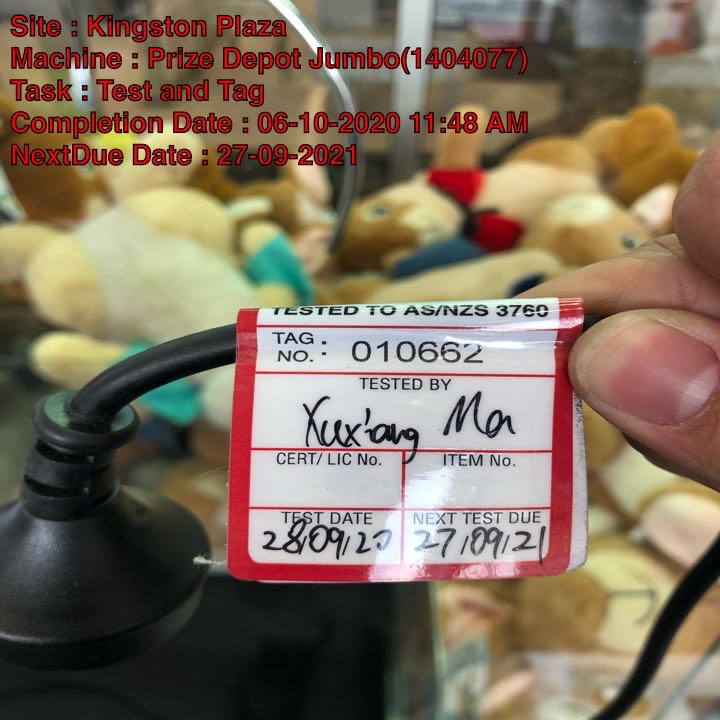 Site : Kingston Plaza
Machine : Prize Depot Jumbo(1404077)
Task : Test and Tag
Completion Date : 06-10-2020 11:48 AM
NextDue Date : 27-09-2021
TESTED TO AS/NZS 3760
TAG NO. : 010662
TESTED BY
Xuxiang Ma
CERT/ LIC No. ITEM No.
TEST DATE NEXT TEST DUE
28/09/20 27/09/21